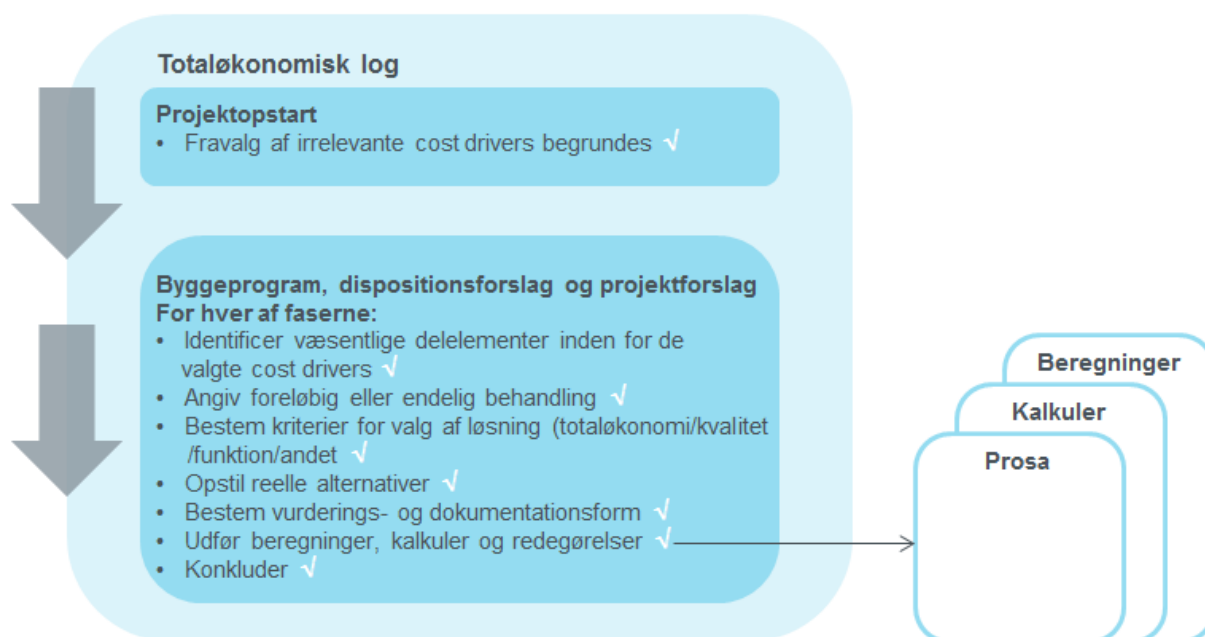 Totaløkonomisk log
Projektopstart
• Fravalg af irrelevante cost drivers begrundes √
Byggeprogram, dispositionsforslag og projektforslag
For hver af faserne:
• Identificer væsentlige delelementer inden for de
valgte cost drivers √
• Angiv foreløbig eller endelig behandling √
• Bestem kriterier for valg af løsning (totaløkonomi/kvalitet
/funktion/andet √
• Opstil reelle alternativer √
• Bestem vurderings- og dokumentationsform √
• Udfør beregninger, kalkuler og redegørelser √
• Konkluder √
Beregninger
Kalkuler
Prosa